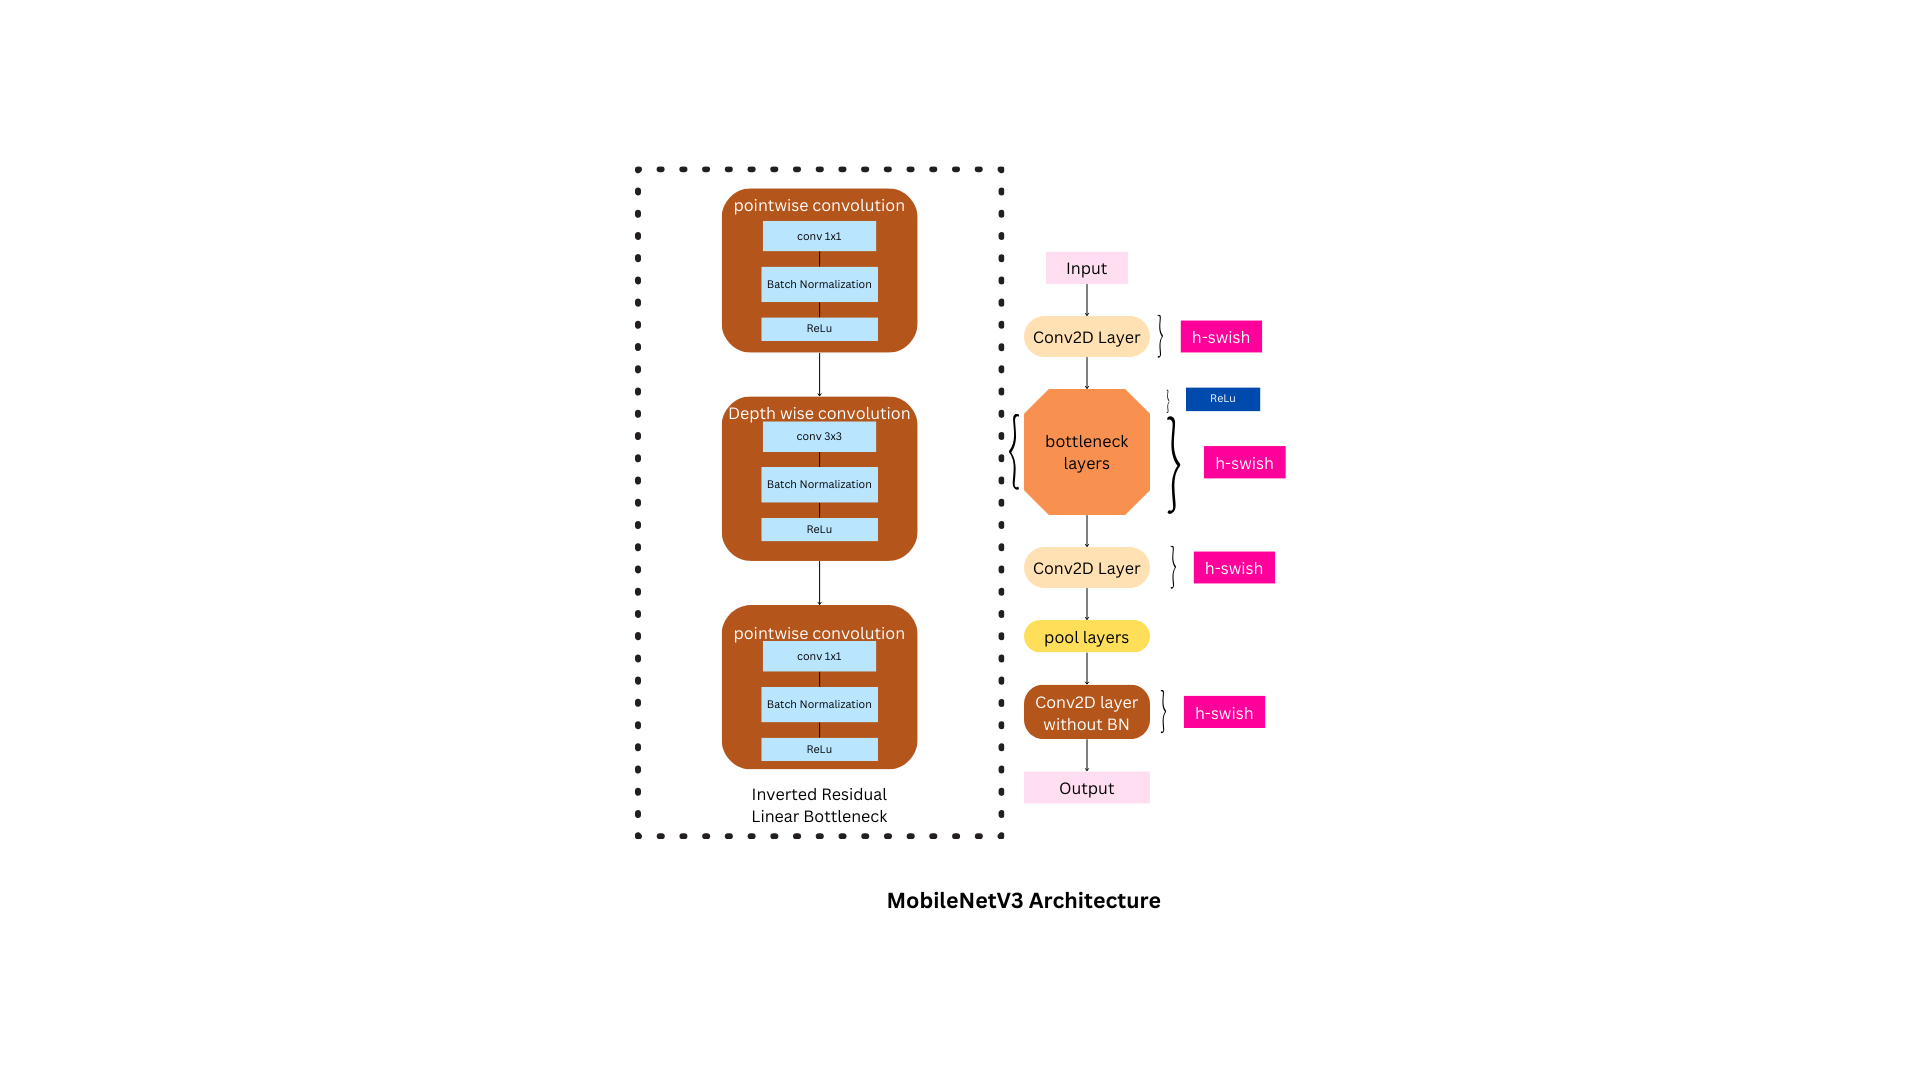 pointwise convolution
conv 1x1
Batch Normalization
ReLu
Depth wise convolution
conv 3x3
Batch Normalization
ReLu
pointwise convolution
conv 1x1
Batch Normalization
ReLu
Inverted Residual
Linear Bottleneck
Input
Conv2D Layer
h-swish
bottleneck
layers
ReLu
h-swish
Conv2D Layer
h-swish
pool layers
Conv2D layer
without BN
h-swish
Output
MobileNetV3 Architecture